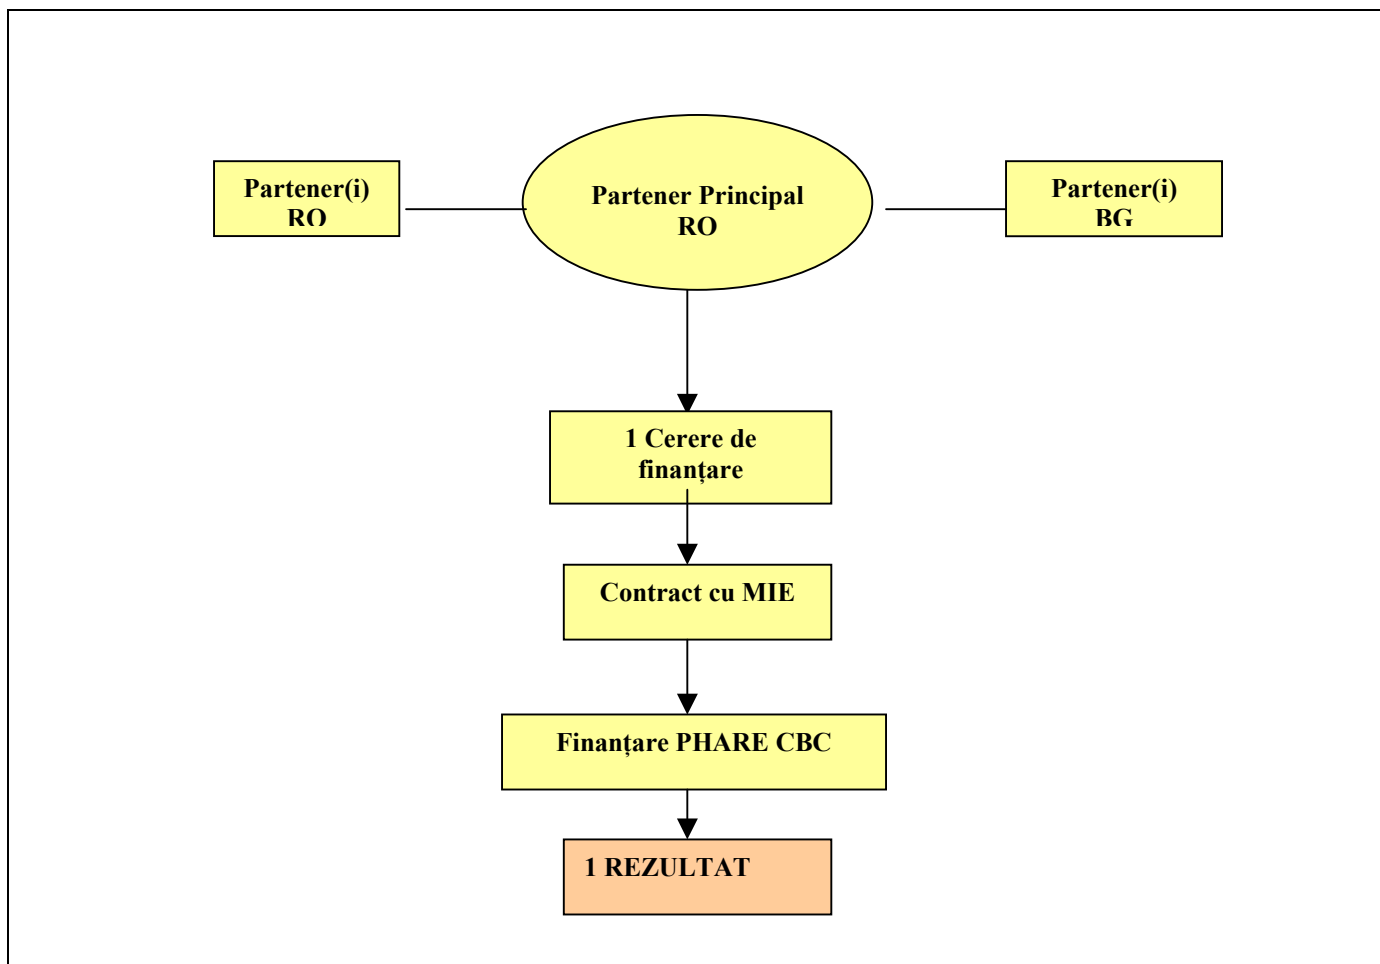 Partener(i)
RO
Partener Principal
RO
Partener(i)
BG
1 Cerere de
finanțare
Contract cu MIE
Finanțare PHARE CBC
1 REZULTAT